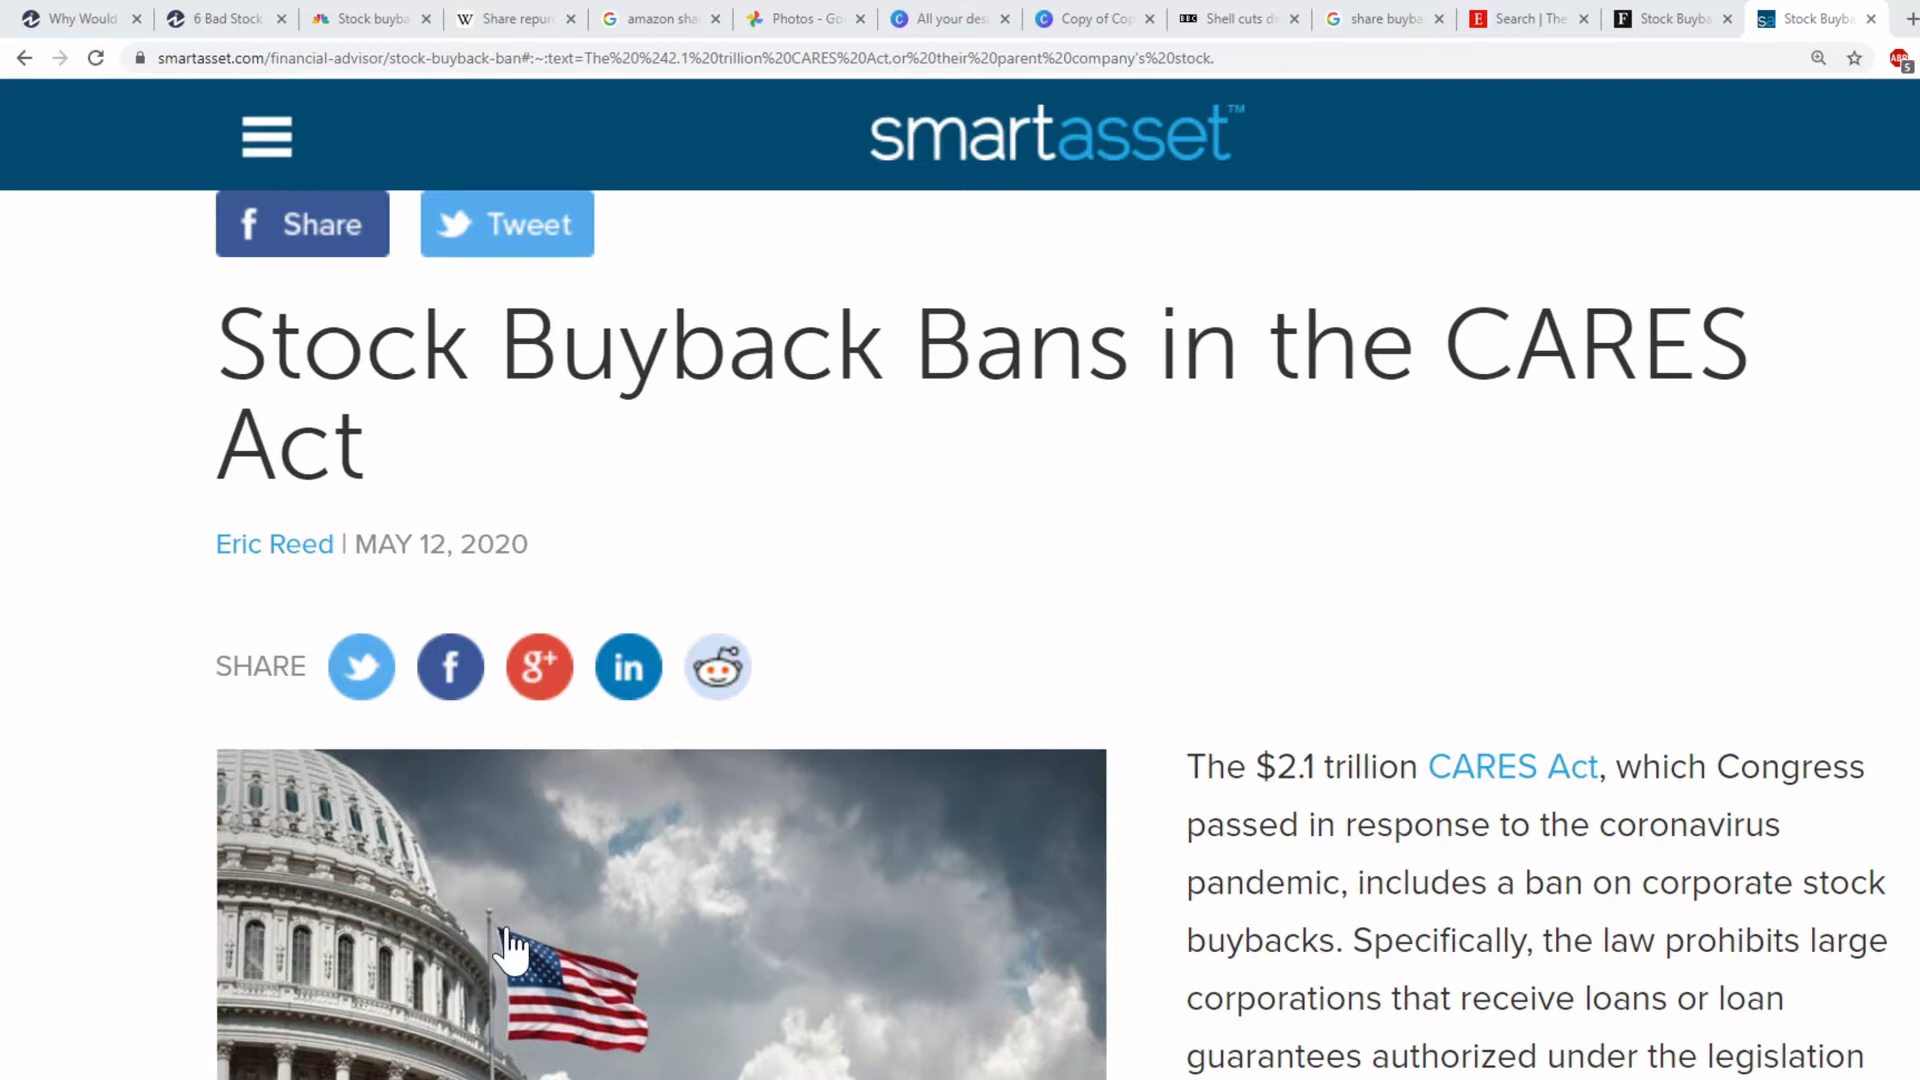 Why Would
6 Bad Stock
Stock buyba
Share repur
amazon sha
Photos - Go
All your des
Copy of Cop
Shell cuts di
share buyba
Search | The
Stock Buyba
Stock Buyba
smartasset.com/financial-advisor/stock-buyback-ban#:~:text=The%20%242.1%20trillion%20CARES%20Act,or%20their%20parent%20company's%20stock.
ABP
5
smartasset™
f Share
Tweet
Stock Buyback Bans in the CARES
Act
Eric Reed | MAY 12, 2020
SHARE
f
g+
in
The $2.1 trillion CARES Act, which Congress
passed in response to the coronavirus
pandemic, includes a ban on corporate stock
buybacks. Specifically, the law prohibits large
corporations that receive loans or loan
guarantees authorized under the legislation